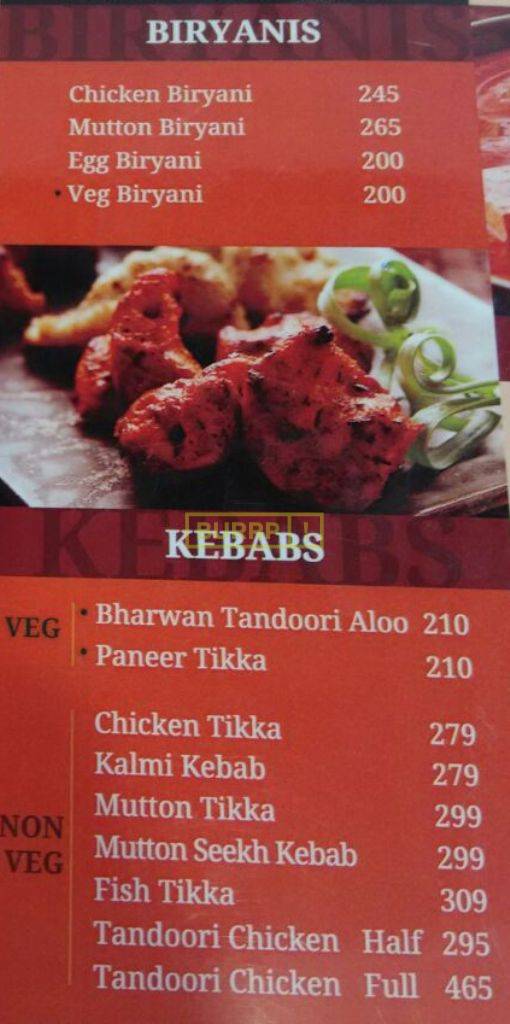 BIRYANIS
Chicken Biryani 245
Mutton Biryani 265
Egg Biryani 200
• Veg Biryani 200
BURRP !
KEBABS
VEG
• Bharwan Tandoori Aloo 210
• Paneer Tikka 210
NON
VEG
Chicken Tikka 279
Kalmi Kebab 279
Mutton Tikka 299
Mutton Seekh Kebab 299
Fish Tikka 309
Tandoori Chicken Half 295
Tandoori Chicken Full 465